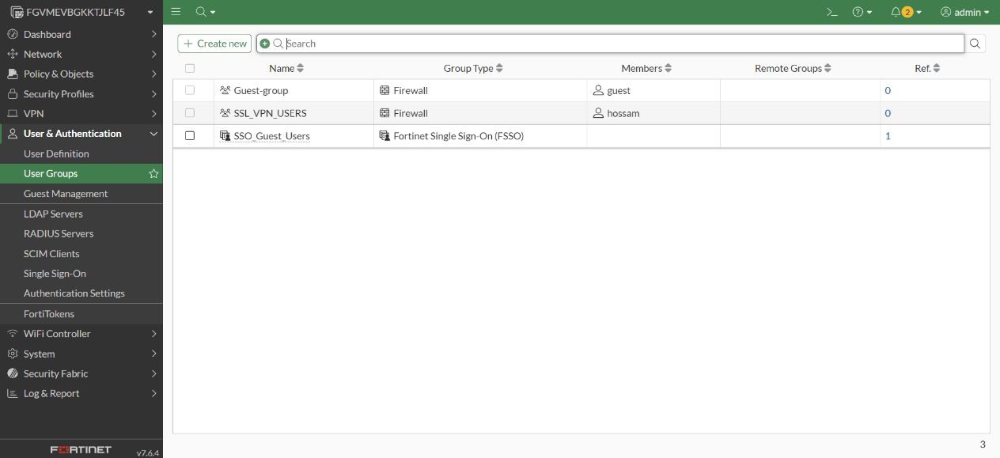 FGVMEVBGKKTJLF45
2
admin
Dashboard
Network
Policy & Objects
Security Profiles
VPN
User & Authentication
User Definition
User Groups
Guest Management
LDAP Servers
RADIUS Servers
SCIM Clients
Single Sign-On
Authentication Settings
FortiTokens
WiFi Controller
System
Security Fabric
Log & Report
FORTINET v7.6.4
Create new Search
Name Group Type Members Remote Groups Ref.
Guest-group Firewall guest 0
SSL_VPN_USERS Firewall hossam 0
SSO_Guest_Users Fortinet Single Sign-On (FSSO) 1
3